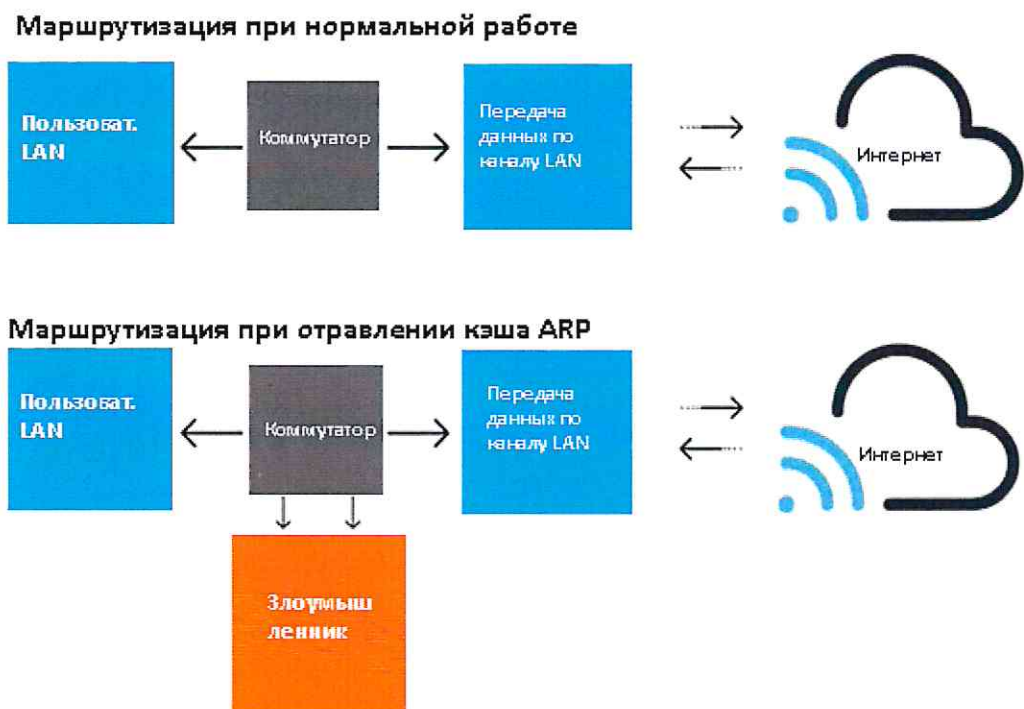 Маршрутизация при нормальной работе
Пользоват.
LAN
Коммутатор
Передача
данных по
каналу LAN
Интернет
Маршрутизация при отравлении кэша ARP
Пользоват.
LAN
Коммутатор
Передача
данных по
каналу LAN
Интернет
Злоумыш
ленник